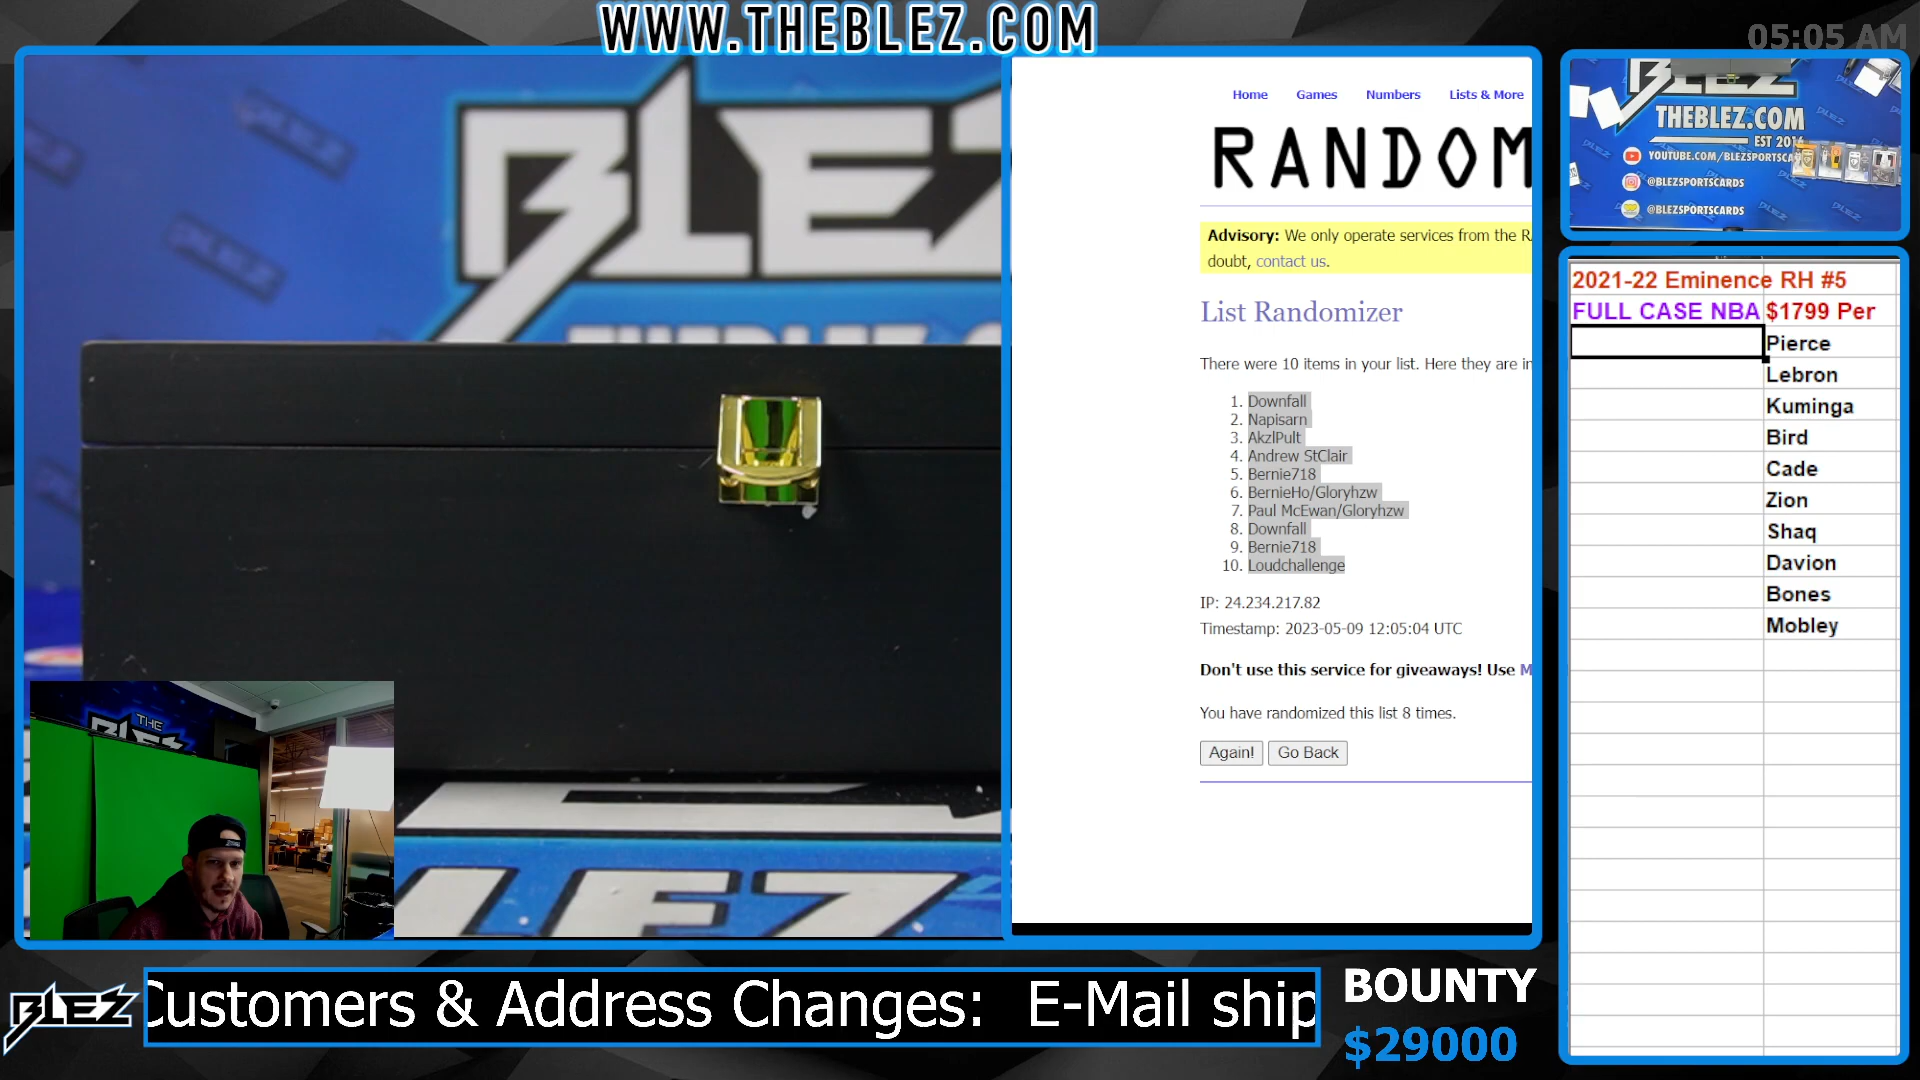 WWW.THEBLEZ.COM
05:05 AM
BLEZ
Home Games Numbers Lists & More
RANDOM
Advisory: We only operate services from the
doubt, contact us.
List Randomizer
There were 10 items in your list. Here they are in
1. Downfall
2. Napisarn
3. AkzlPult
4. Andrew StClair
5. Bernie718
6. BernieHo/Gloryhzw
7. Paul McEwan/Gloryhzw
8. Downfall
9. Bernie718
10. Loudchallenge
IP: 24.234.217.82
Timestamp: 2023-05-09 12:05:04 UTC
Don't use this service for giveaways! Use
You have randomized this list 8 times.
Again! Go Back
BLEZ
THEBLEZ.COM
EST 2016
YOUTUBE.COM/BLEZSPORTSCA
@BLEZSPORTSCARDS
@BLEZSPORTSCARDS
2021-22 Eminence RH #5
FULL CASE NBA $1799 Per
Pierce
Lebron
Kuminga
Bird
Cade
Zion
Shaq
Davion
Bones
Mobley
THE
BLEZ
BLEZ
Customers & Address Changes: E-Mail ship
BOUNTY
$29000